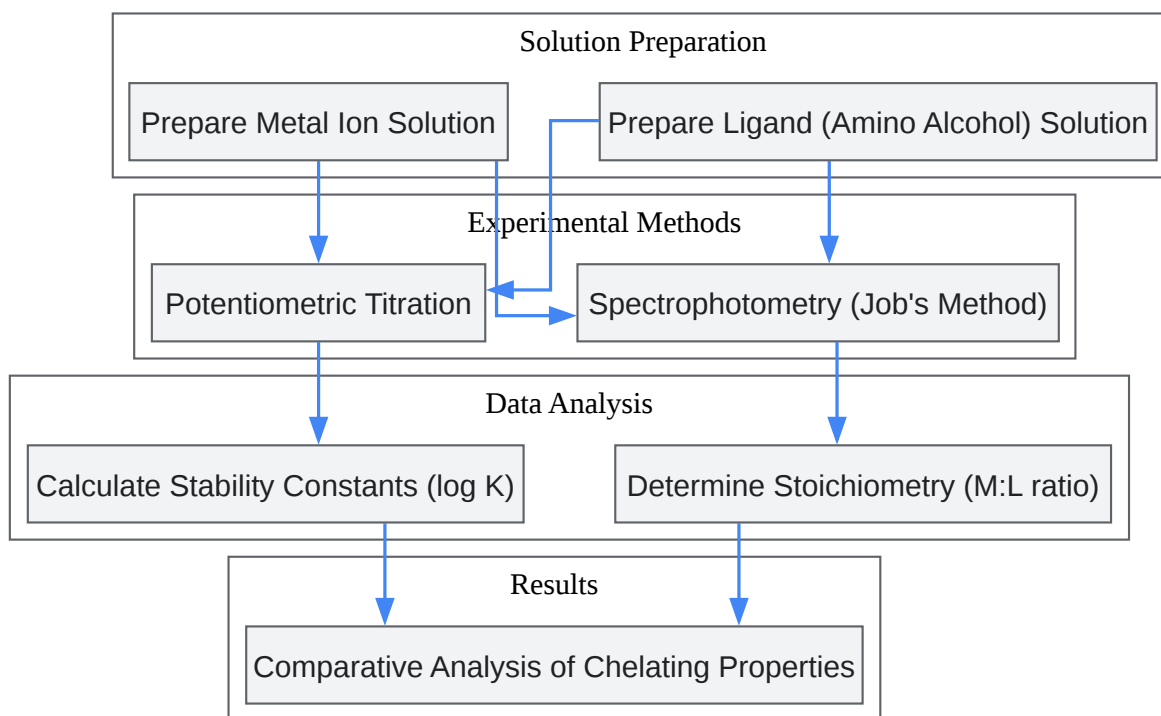 Solution Preparation
Prepare Metal Ion Solution
Prepare Ligand (Amino Alcohol) Solution
Experimental Methods
Potentiometric Titration
Spectrophotometry (Job's Method)
Data Analysis
Calculate Stability Constants (log K)
Determine Stoichiometry (M:L ratio)
Results
Comparative Analysis of Chelating Properties